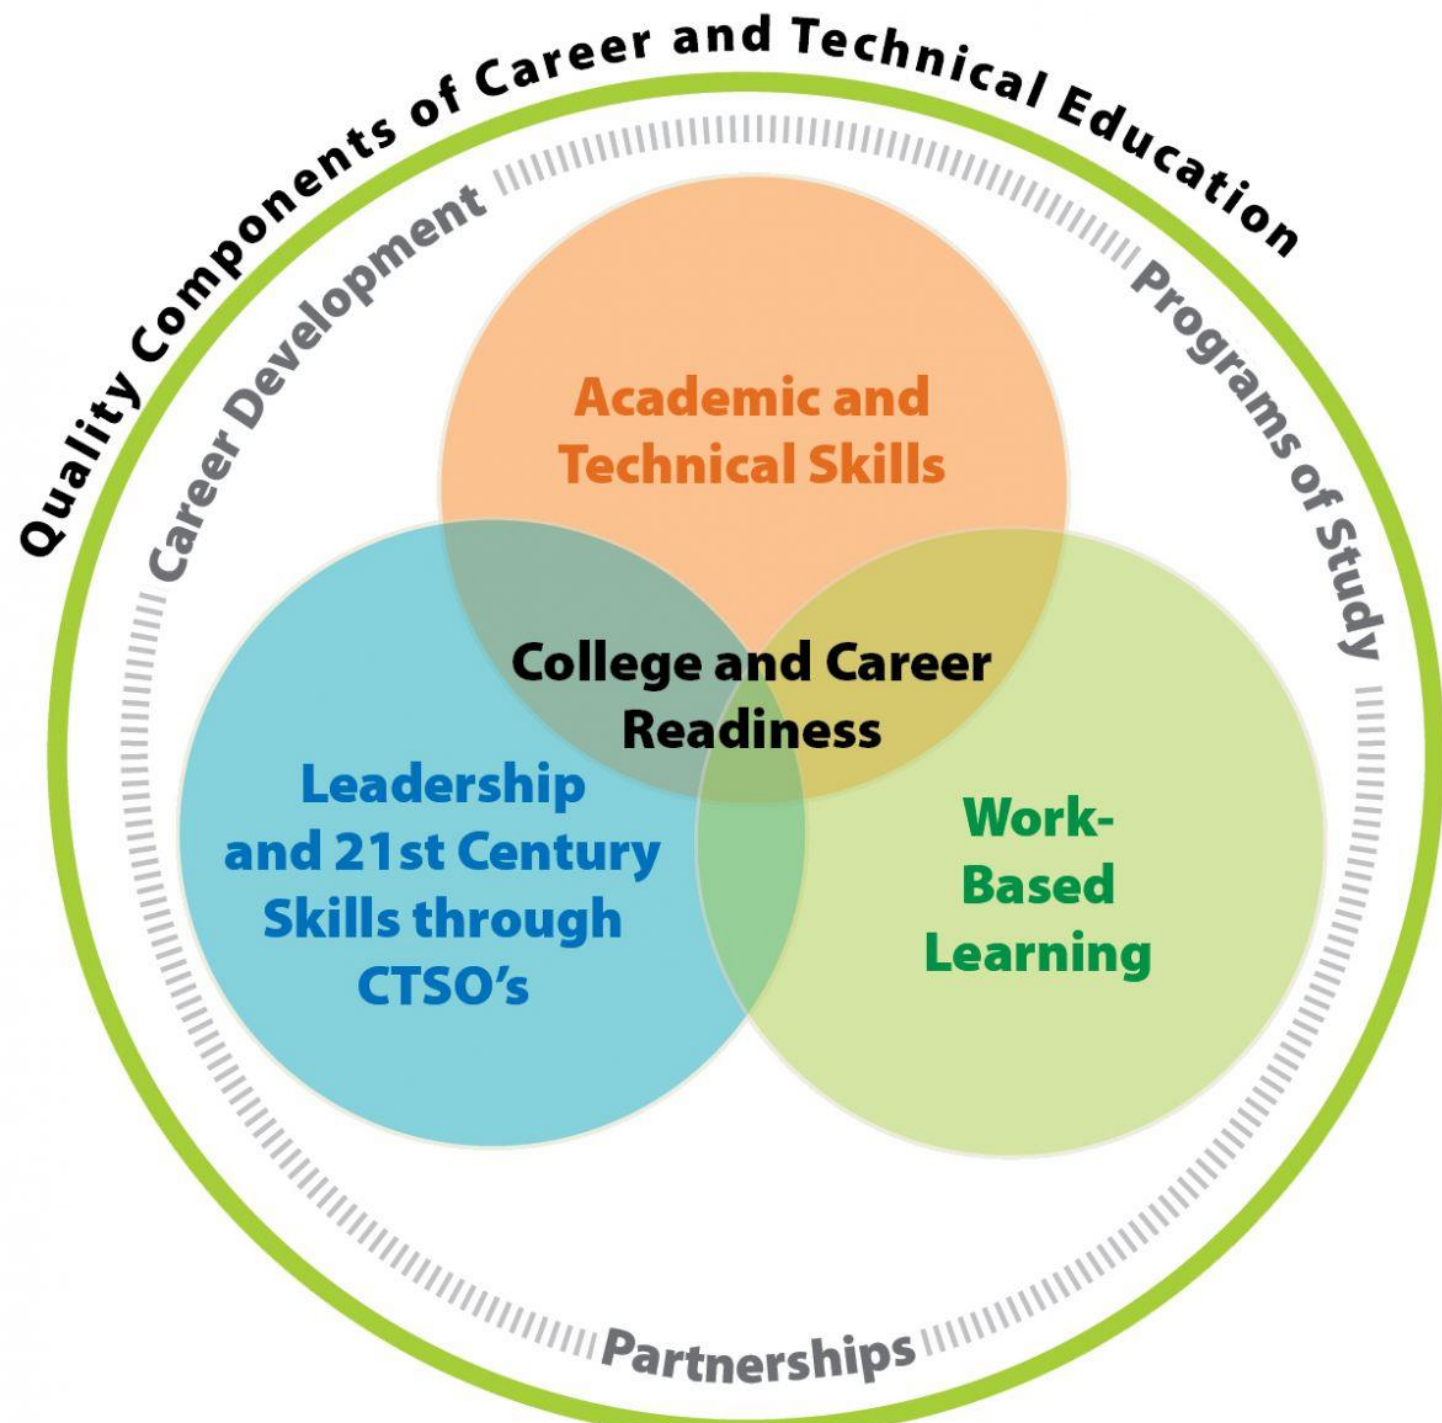 Quality Components of Career and Technical Education
Career Development
Programs of Study
Academic and
Technical Skills
College and Career
Readiness
Leadership
and 21st Century
Skills through
CTSO’s
Work-
Based
Learning
Partnerships